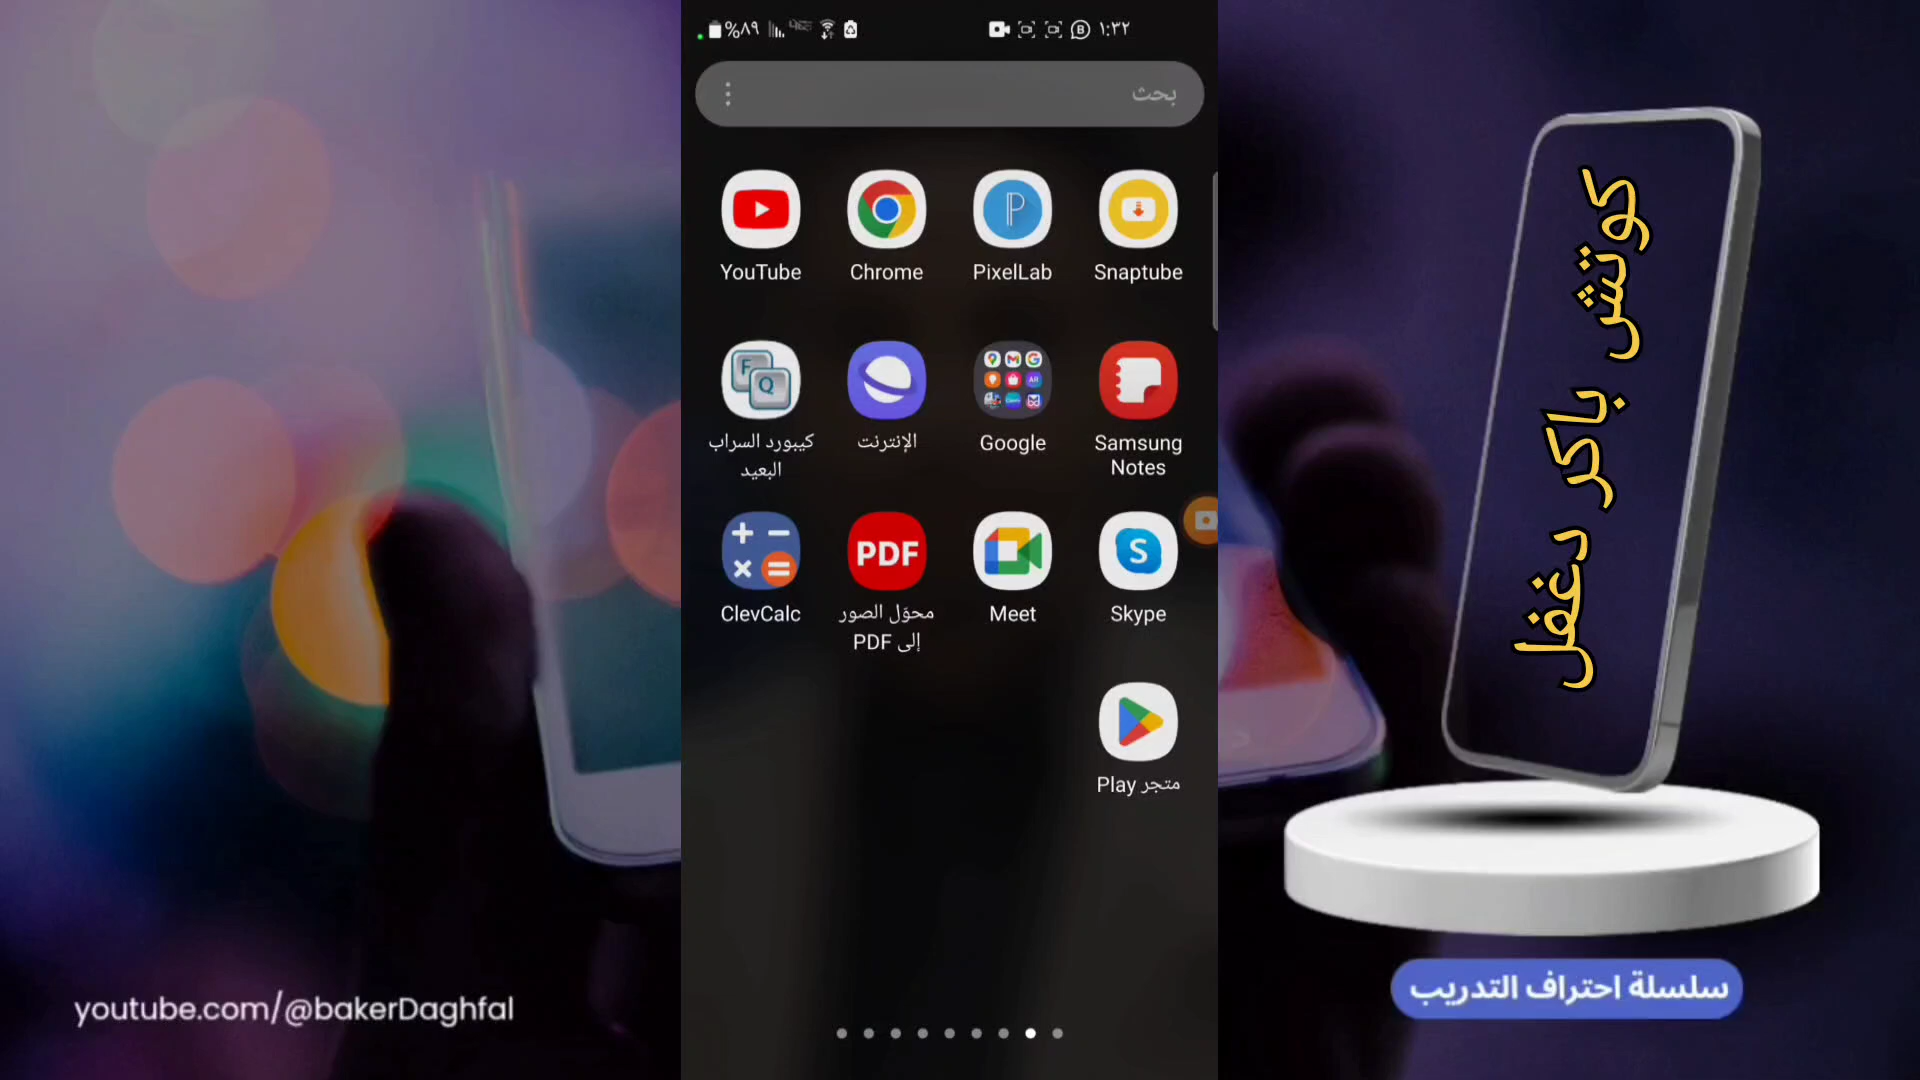 %٨٩
١:٣٢
بحث
YouTube
Chrome
PixelLab
Snaptube
كيبورد السراب
البعيد
الإنترنت
Google
Samsung
Notes
ClevCalc
محوّل الصور
إلى PDF
PDF
Meet
Skype
متجر Play
كوتش باكر دغفل
سلسلة احتراف التدريب
youtube.com/@bakerDaghfal